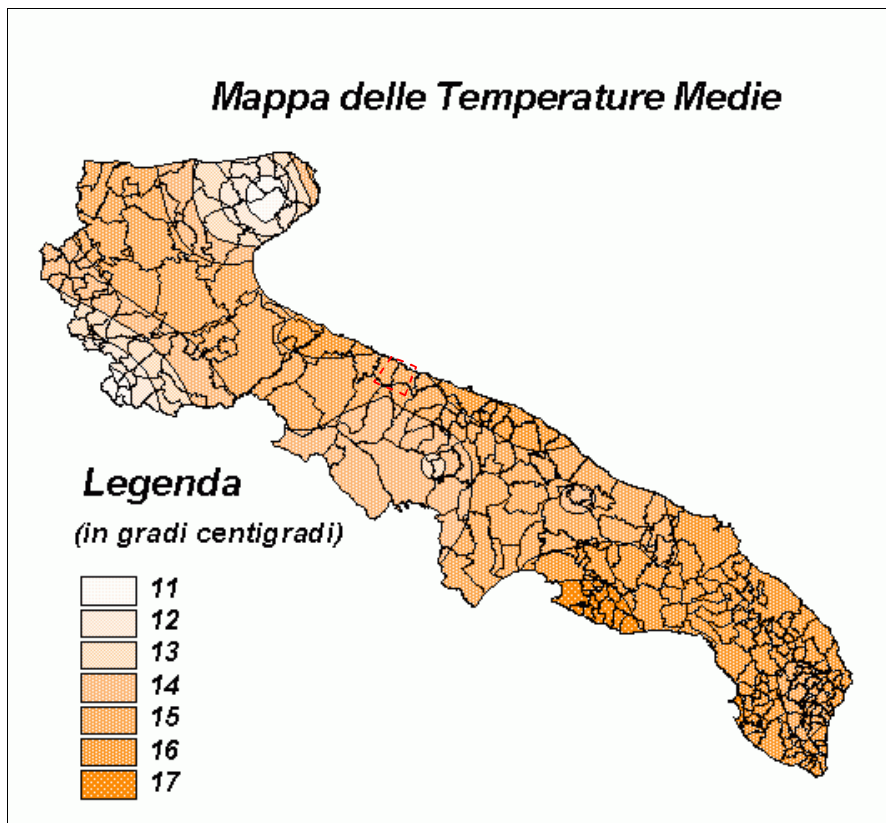 Mappa delle Temperature Medie
Legenda
(in gradi centigradi)
11
12
13
14
15
16
17